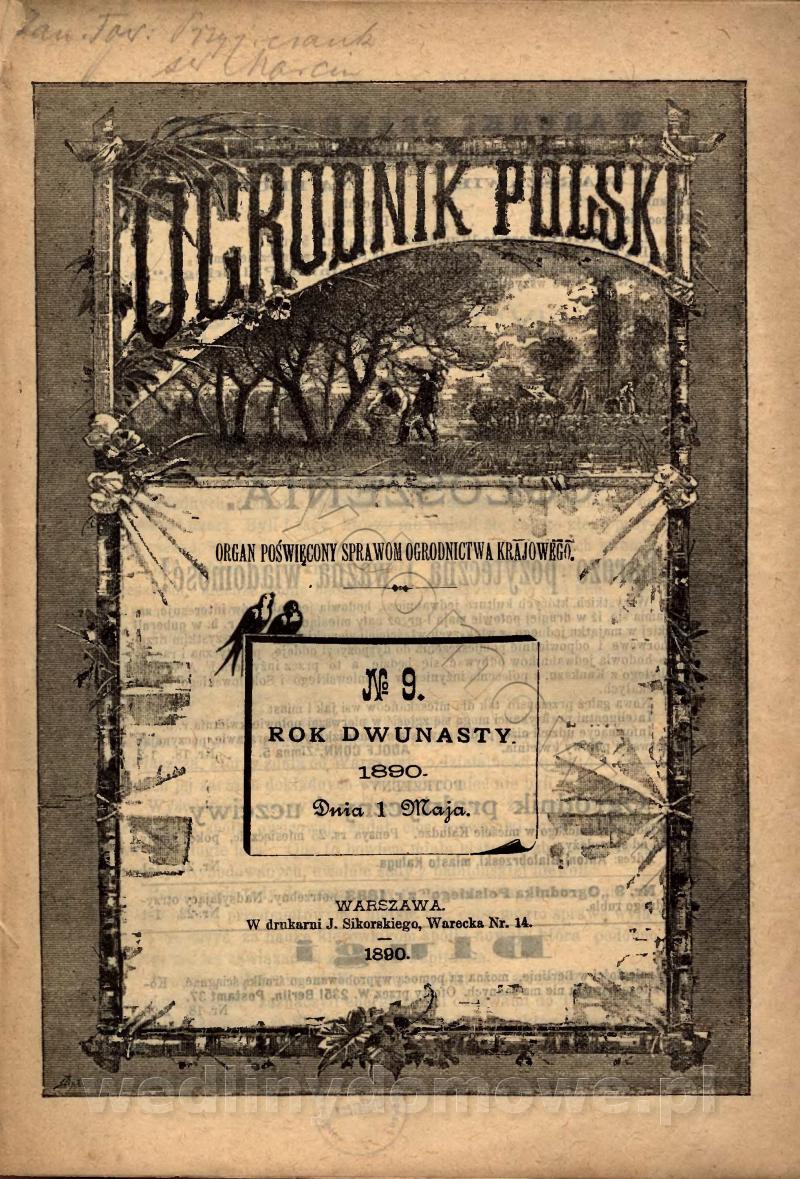 OGRODNIK POLSKI
ORGAN POŚWIĘCONY SPRAWOM OGRODNICTWA KRAJOWEGO.
№ 9.
ROK DWUNASTY.
1890.
Dnia 1 Maja.
WARSZAWA.
W drukarni J. Sikorskiego, Warecka Nr. 14.
1890.
wedlinydomowe.pl